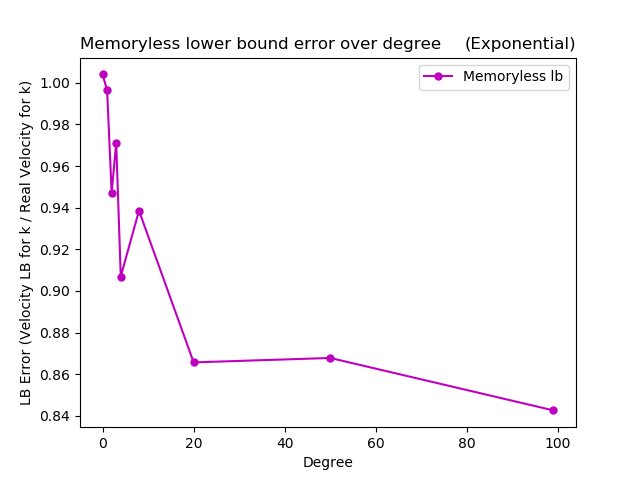 Memoryless lower bound error over degree (Exponential)
Memoryless lb
LB Error (Velocity LB for k / Real Velocity for k)
1.00
0.98
0.96
0.94
0.92
0.90
0.88
0.86
0.84
0 20 40 60 80 100
Degree